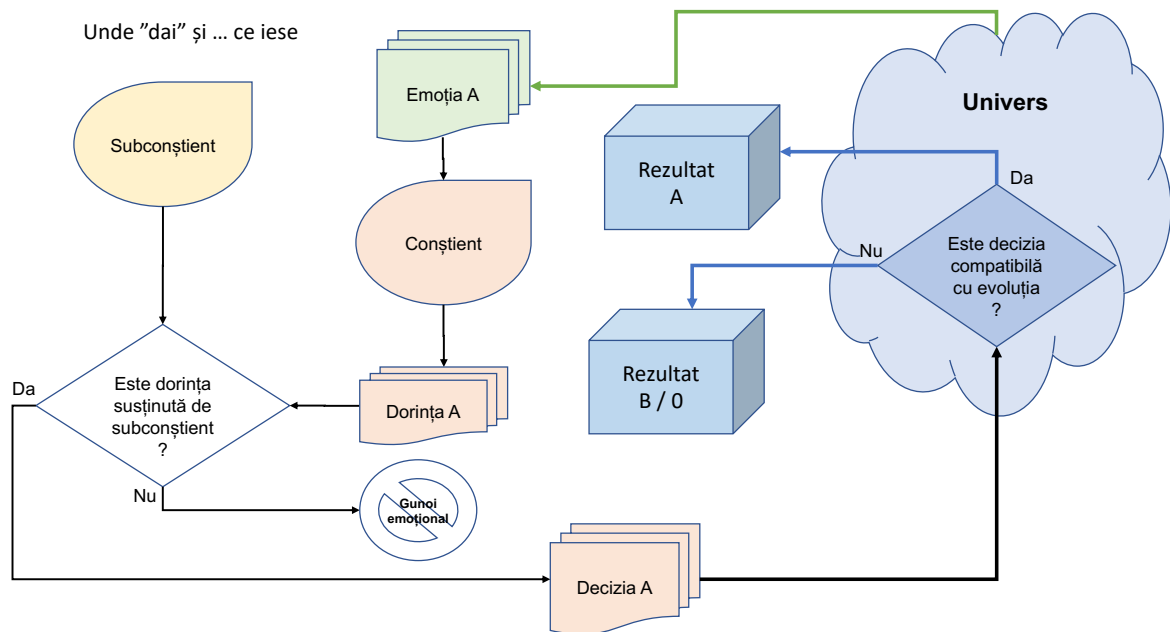 Unde ”dai” și ... ce iese
Emoția A
Univers
Subconștient
Rezultat
A
Da
Conștient
Este decizia
compatibilă
cu evoluția
?
Nu
Rezultat
B / 0
Da
Este dorința
susținută de
subconștient
?
Dorința A
Nu
Gunoi
emoțional
Decizia A